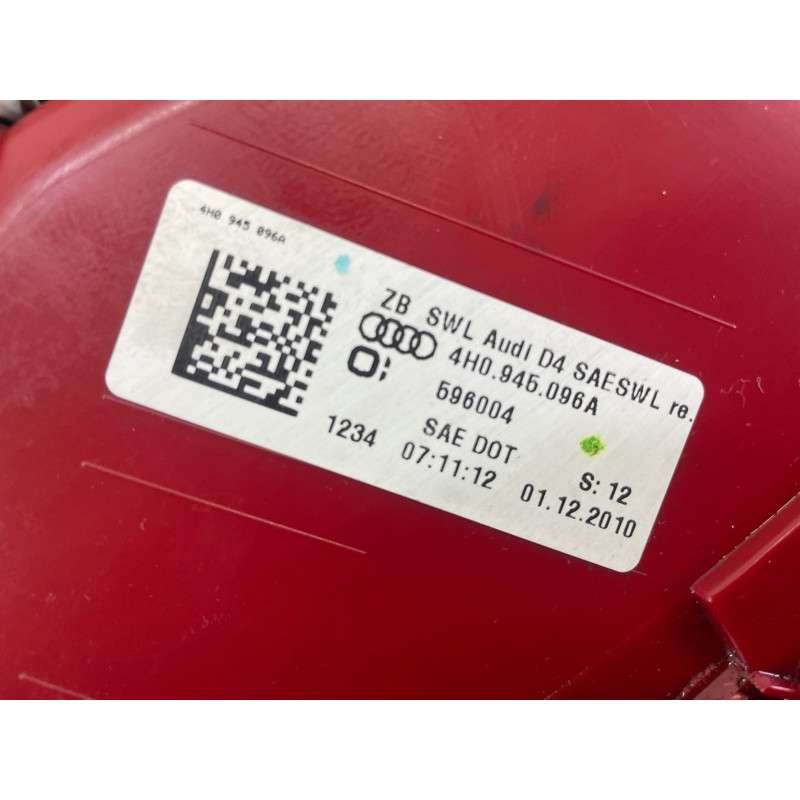 4H0 945 096A
ZB SWL Audi D4 SAESWL re.
4H0.945.096A
596004
SAE DOT
S: 12
1234 07:11:12 01.12.2010